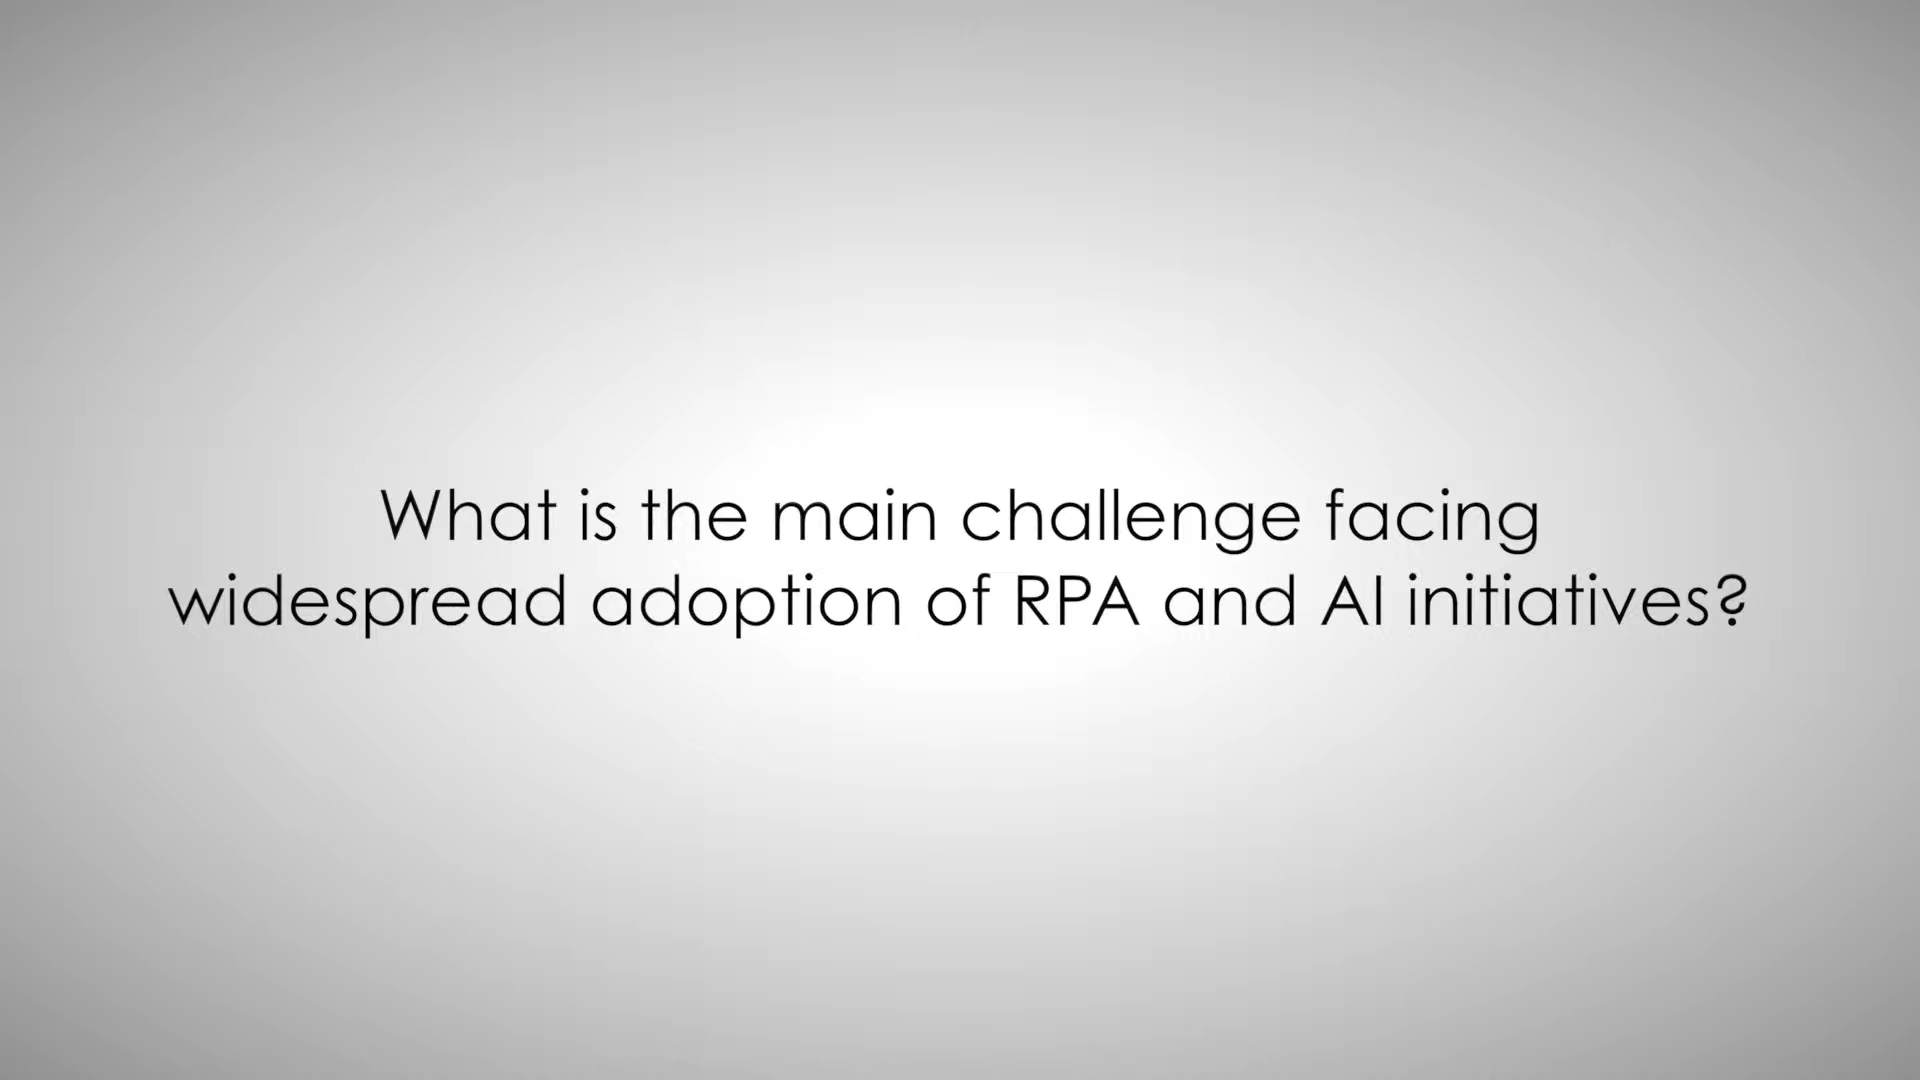 What is the main challenge facing
widespread adoption of RPA and AI initiatives?